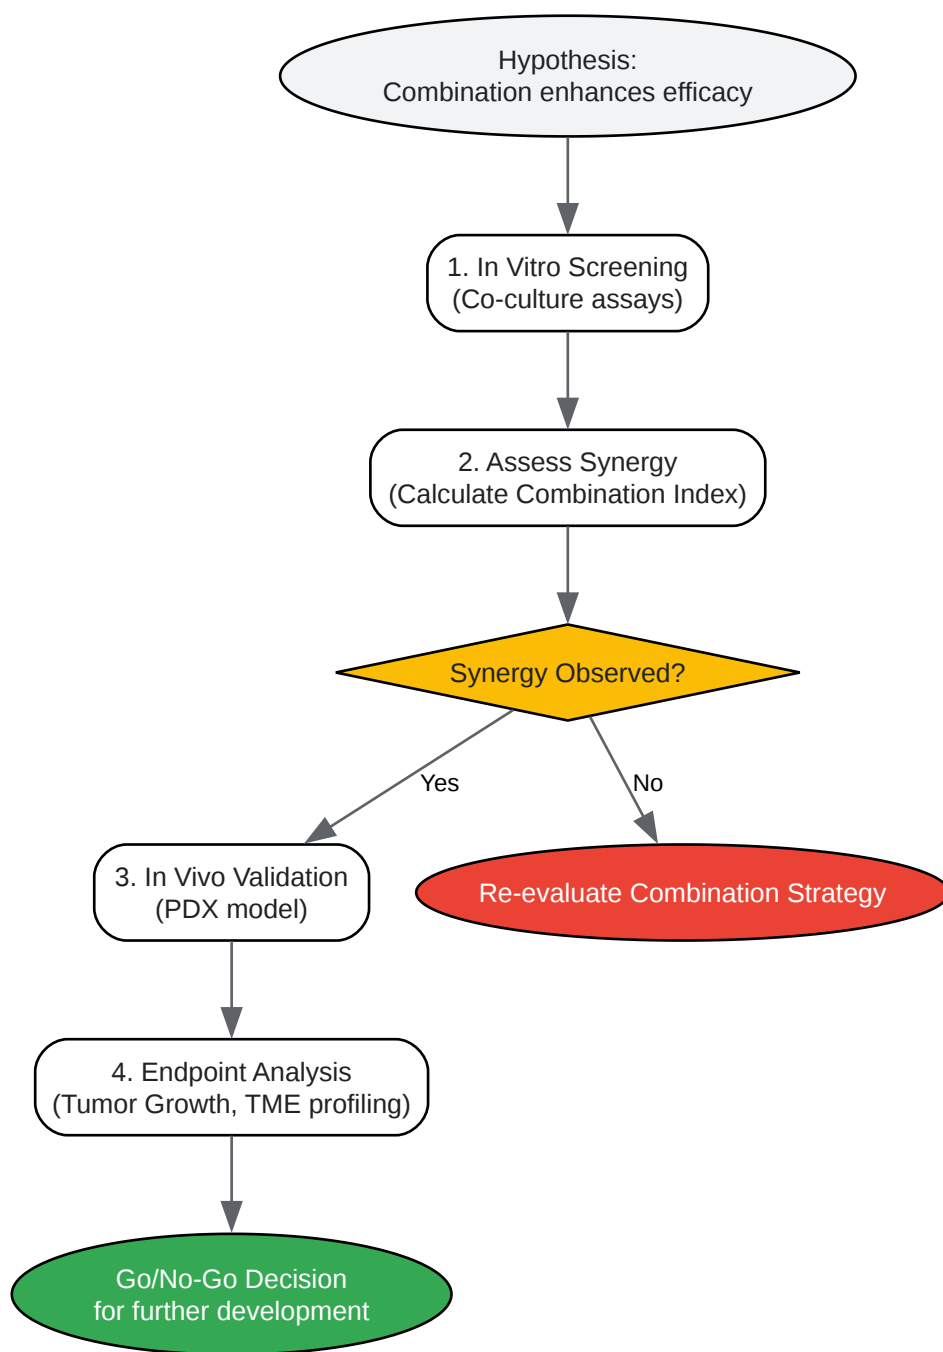 Hypothesis:
Combination enhances efficacy
1. In Vitro Screening
(Co-culture assays)
2. Assess Synergy
(Calculate Combination Index)
Synergy Observed?
Yes
No
3. In Vivo Validation
(PDX model)
Re-evaluate Combination Strategy
4. Endpoint Analysis
(Tumor Growth, TME profiling)
Go/No-Go Decision
for further development